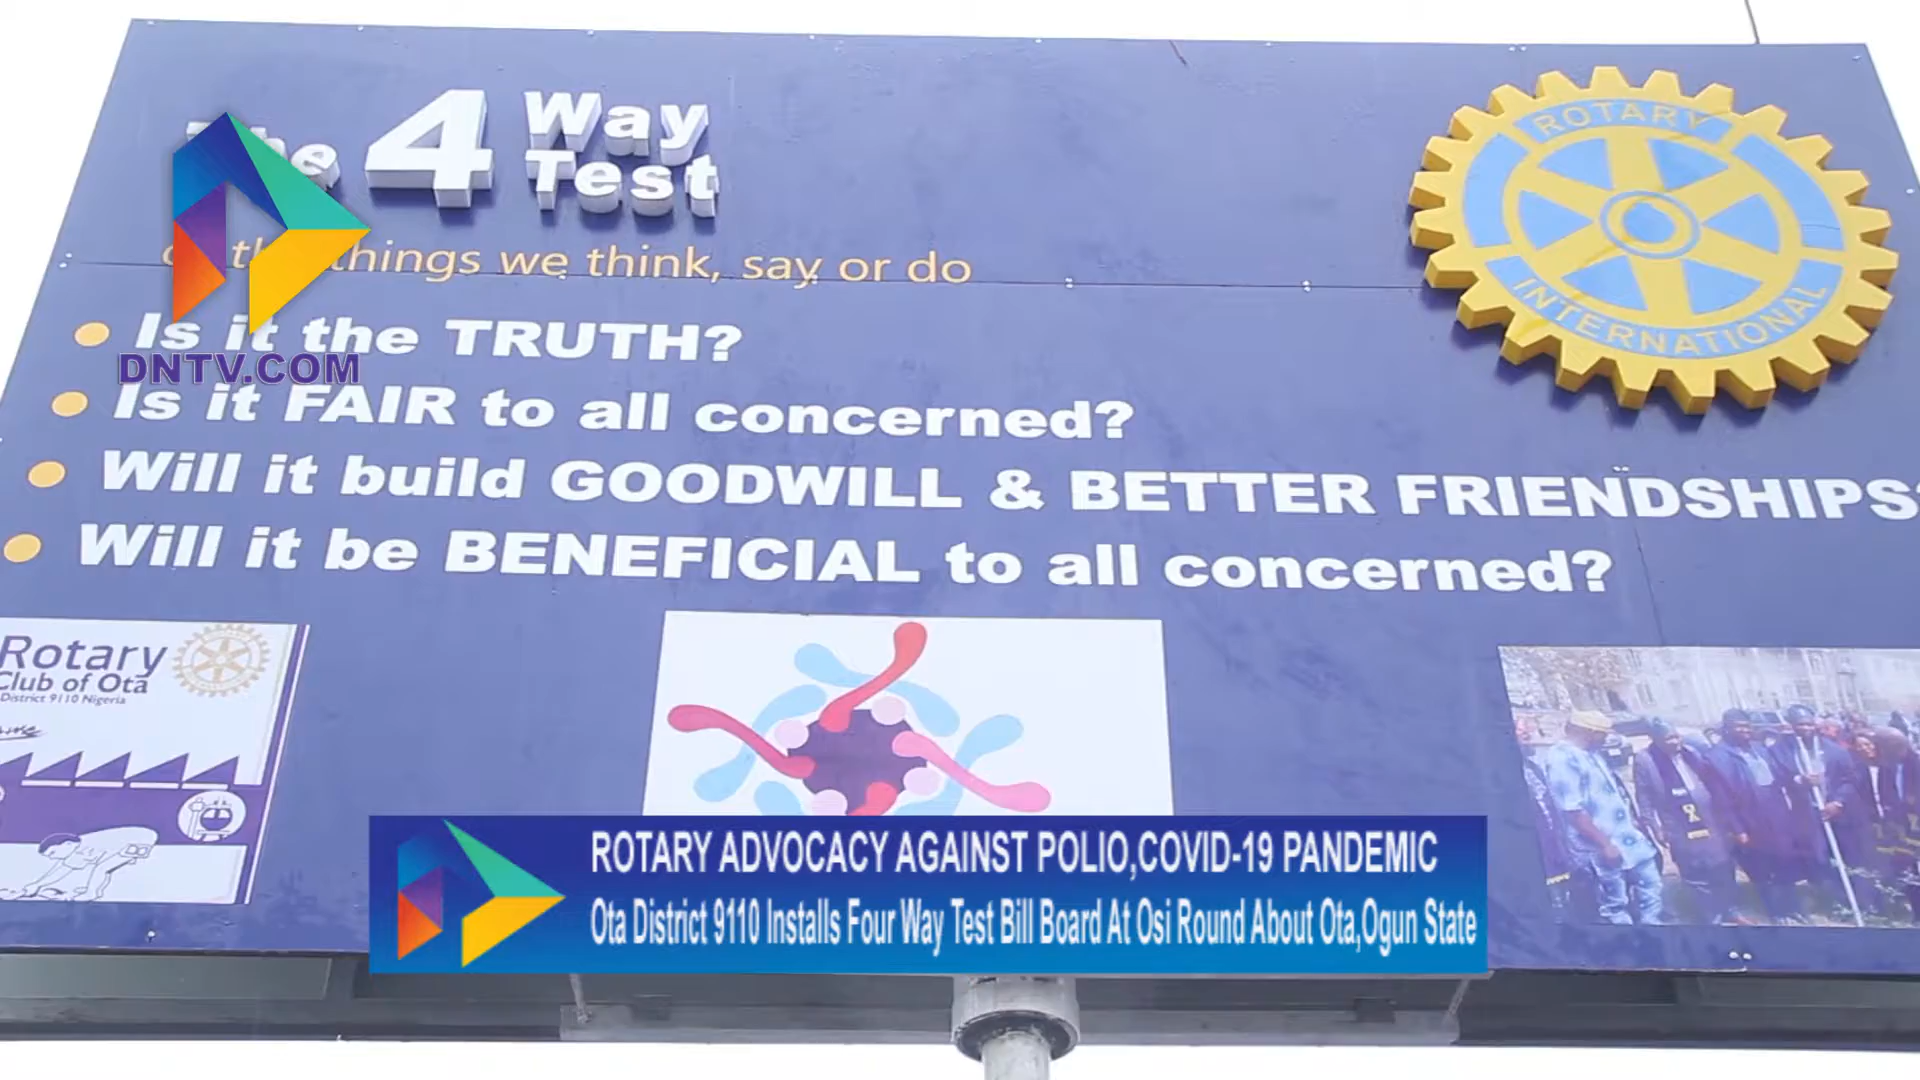 The 4 Way Test
of the things we think, say or do
Is it the TRUTH?
DNTV.COM
Is it FAIR to all concerned?
Will it build GOODWILL & BETTER FRIENDSHIPS?
Will it be BENEFICIAL to all concerned?
ROTARY
INTERNATIONAL
Rotary
Club of Ota
District 9110 Nigeria
ROTARY ADVOCACY AGAINST POLIO,COVID-19 PANDEMIC
Ota District 9110 Installs Four Way Test Bill Board At Osi Round About Ota,Ogun State